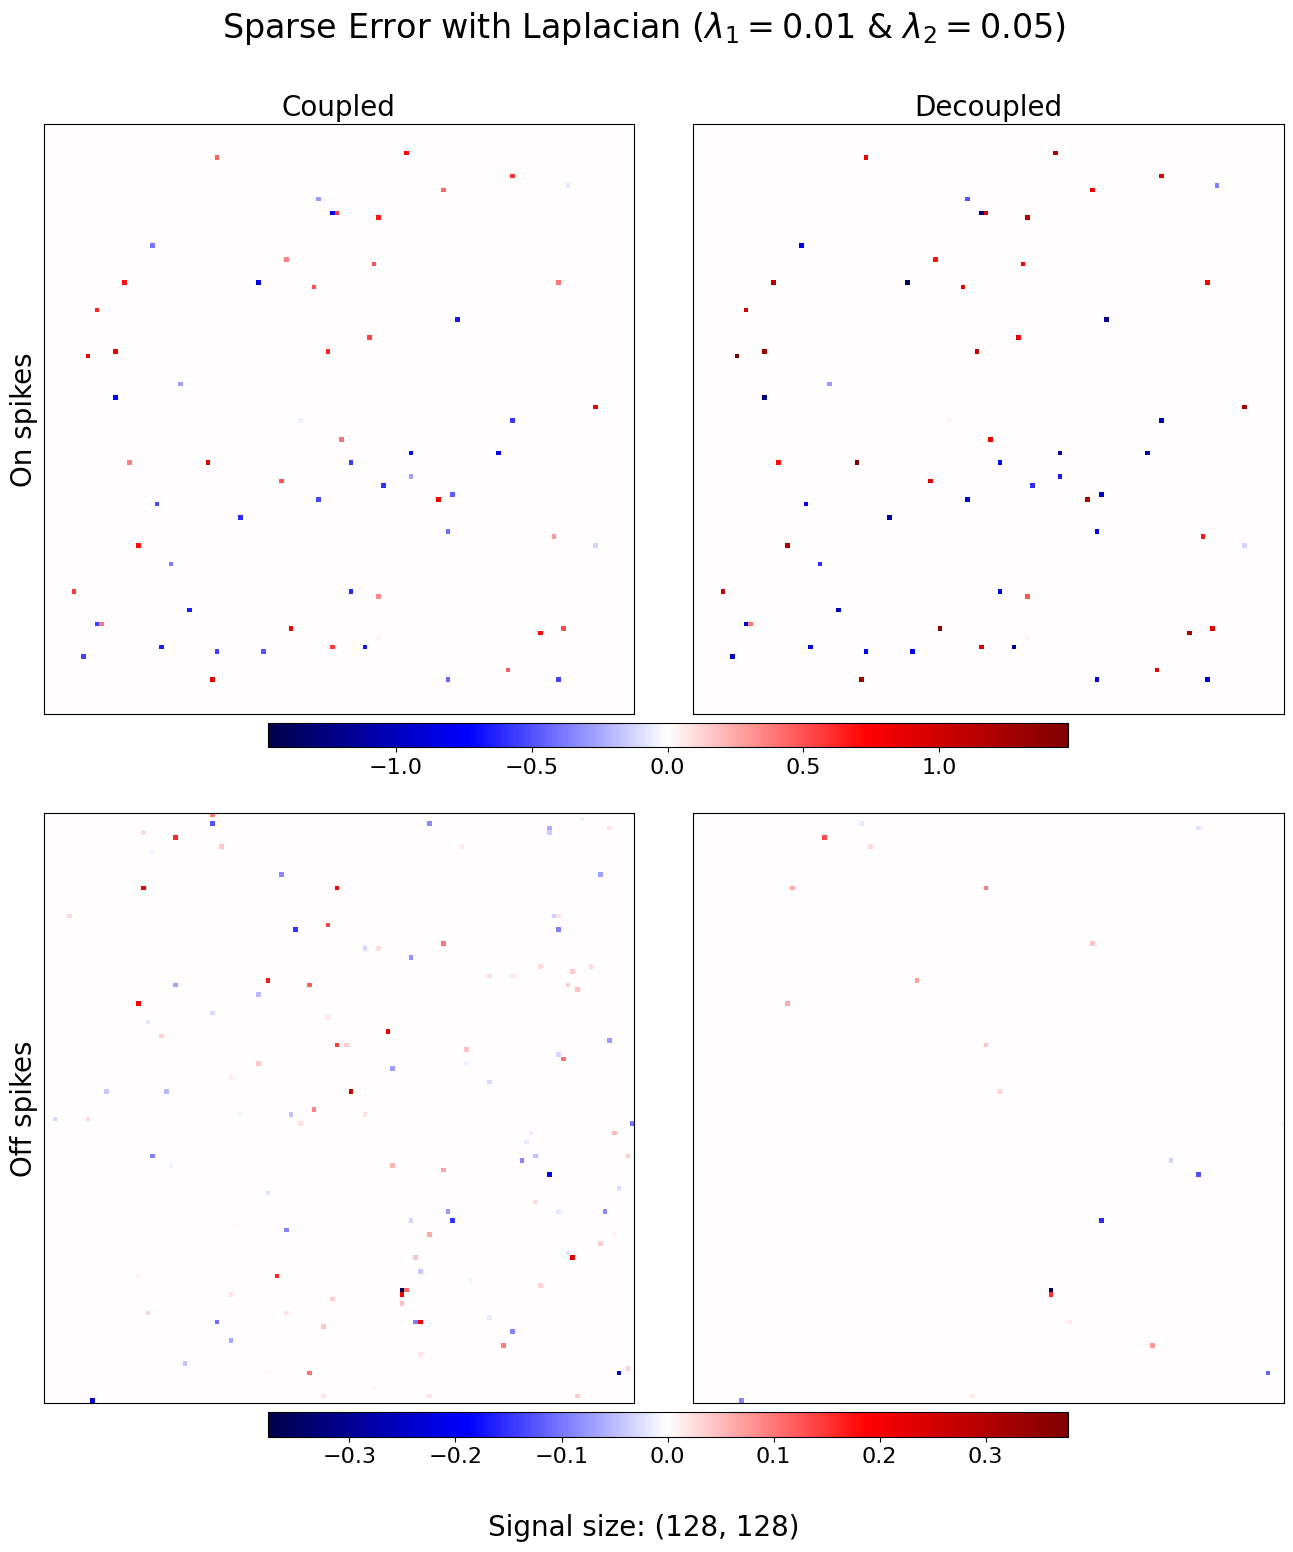 Sparse Error with Laplacian (λ₁ = 0.01 & λ₂ = 0.05)
Coupled
Decoupled
On spikes
−1.0 −0.5 0.0 0.5 1.0
Off spikes
−0.3 −0.2 −0.1 0.0 0.1 0.2 0.3
Signal size: (128, 128)